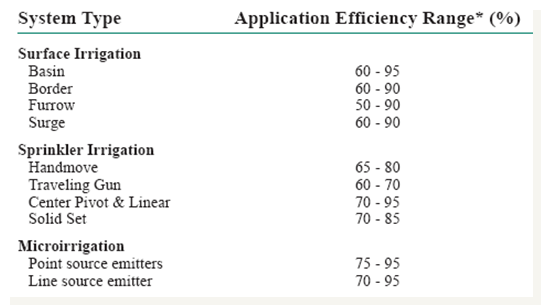 System Type Application Efficiency Range* (%)
Surface Irrigation
Basin 60 - 95
Border 60 - 90
Furrow 50 - 90
Surge 60 - 90
Sprinkler Irrigation
Handmove 65 - 80
Traveling Gun 60 - 70
Center Pivot & Linear 70 - 95
Solid Set 70 - 85
Microirrigation
Point source emitters 75 - 95
Line source emitter 70 - 95